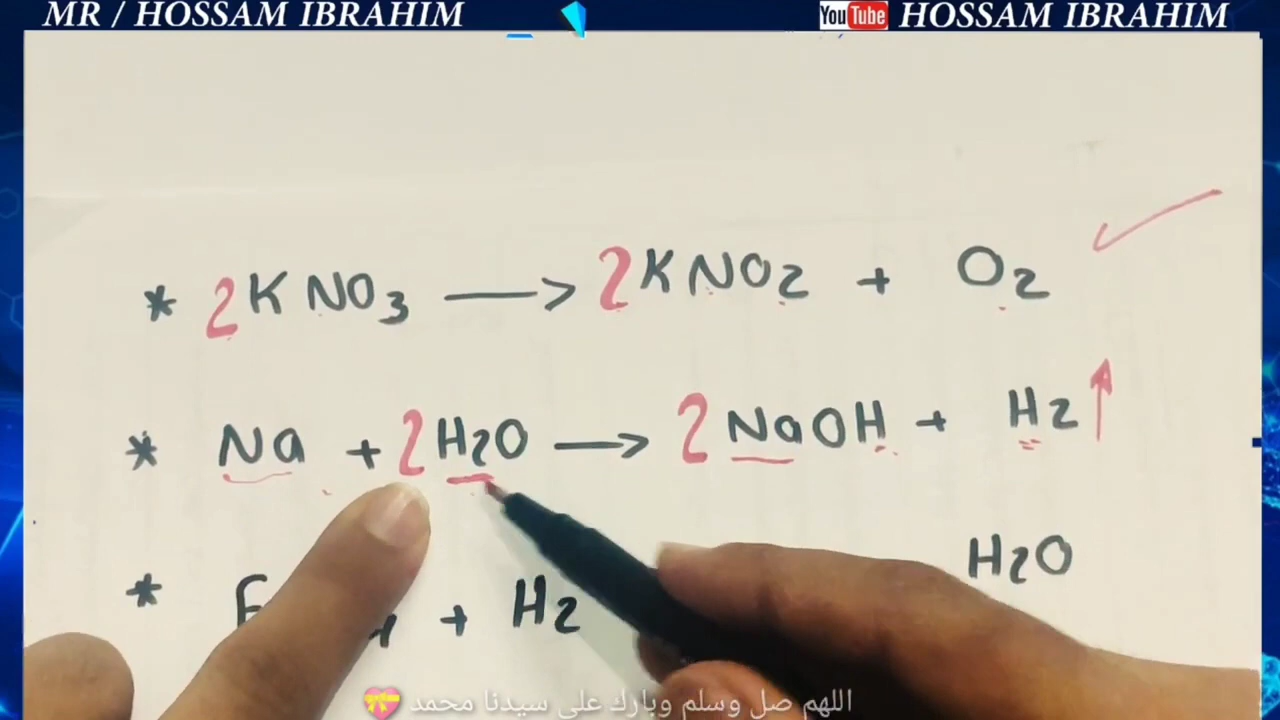 MR / HOSSAM IBRAHIM
YouTube HOSSAM IBRAHIM
* 2KNO3 → 2KNO2 + O2
* Na + 2H2O → 2NaOH + H2↑
* + H2 H2O
اللهم صل وسلم وبارك على سيدنا محمد 💝